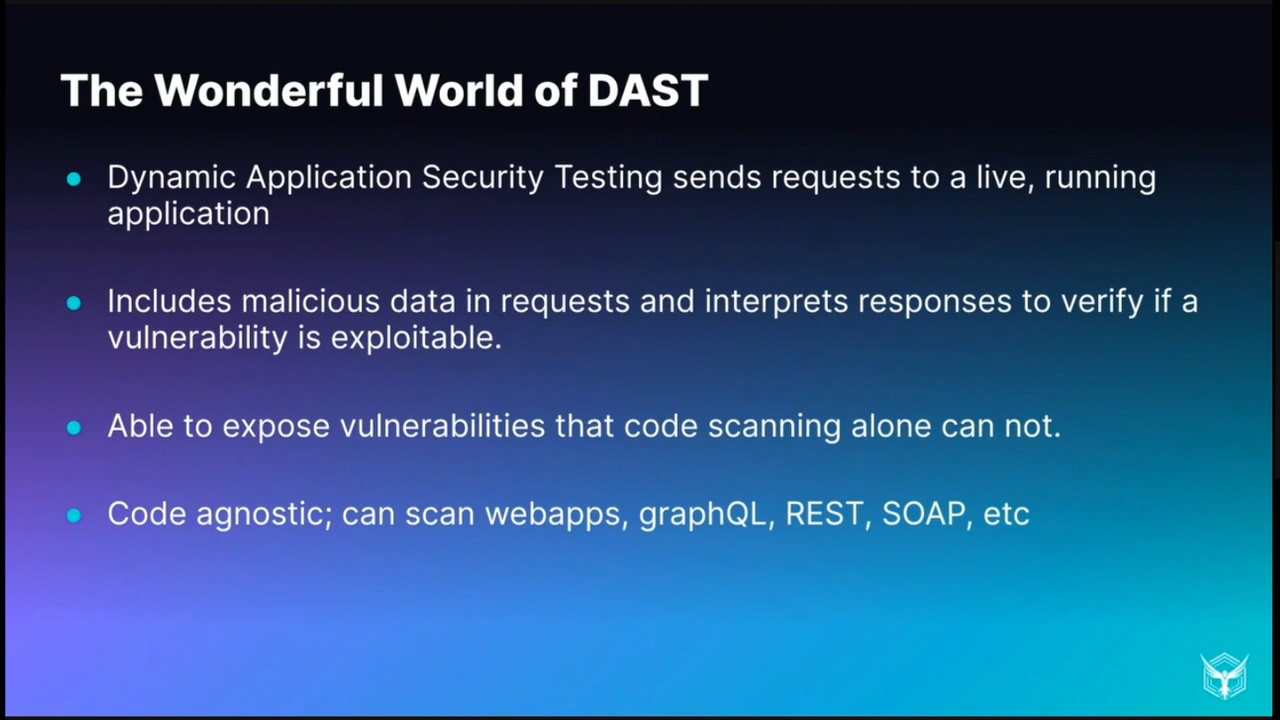 The Wonderful World of DAST
Dynamic Application Security Testing sends requests to a live, running
application
Includes malicious data in requests and interprets responses to verify if a
vulnerability is exploitable.
Able to expose vulnerabilities that code scanning alone can not.
Code agnostic; can scan webapps, graphQL, REST, SOAP, etc